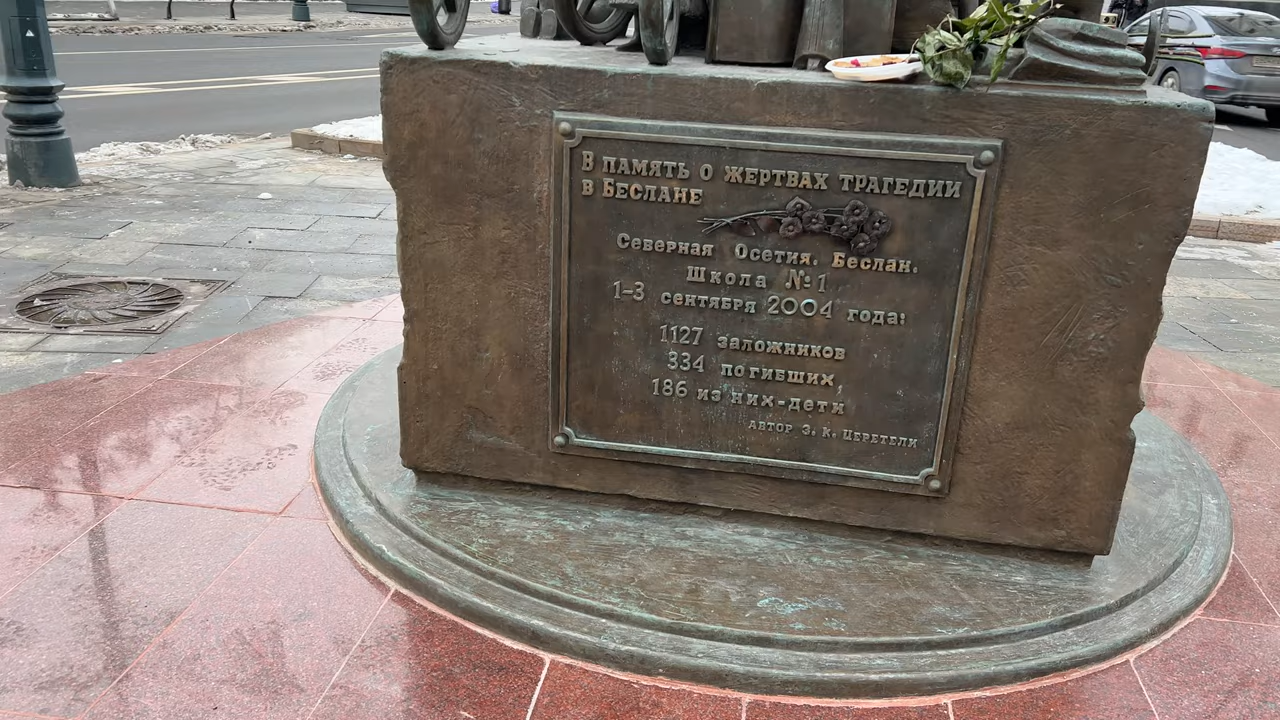 В ПАМЯТЬ О ЖЕРТВАХ ТРАГЕДИИ
В БЕСЛАНЕ
Северная Осетия. Беслан.
Школа №1
1-3 сентября 2004 года:
1127 заложников
334 погибших,
186 из них-дети
АВТОР З. К. ЦЕРЕТЕЛИ